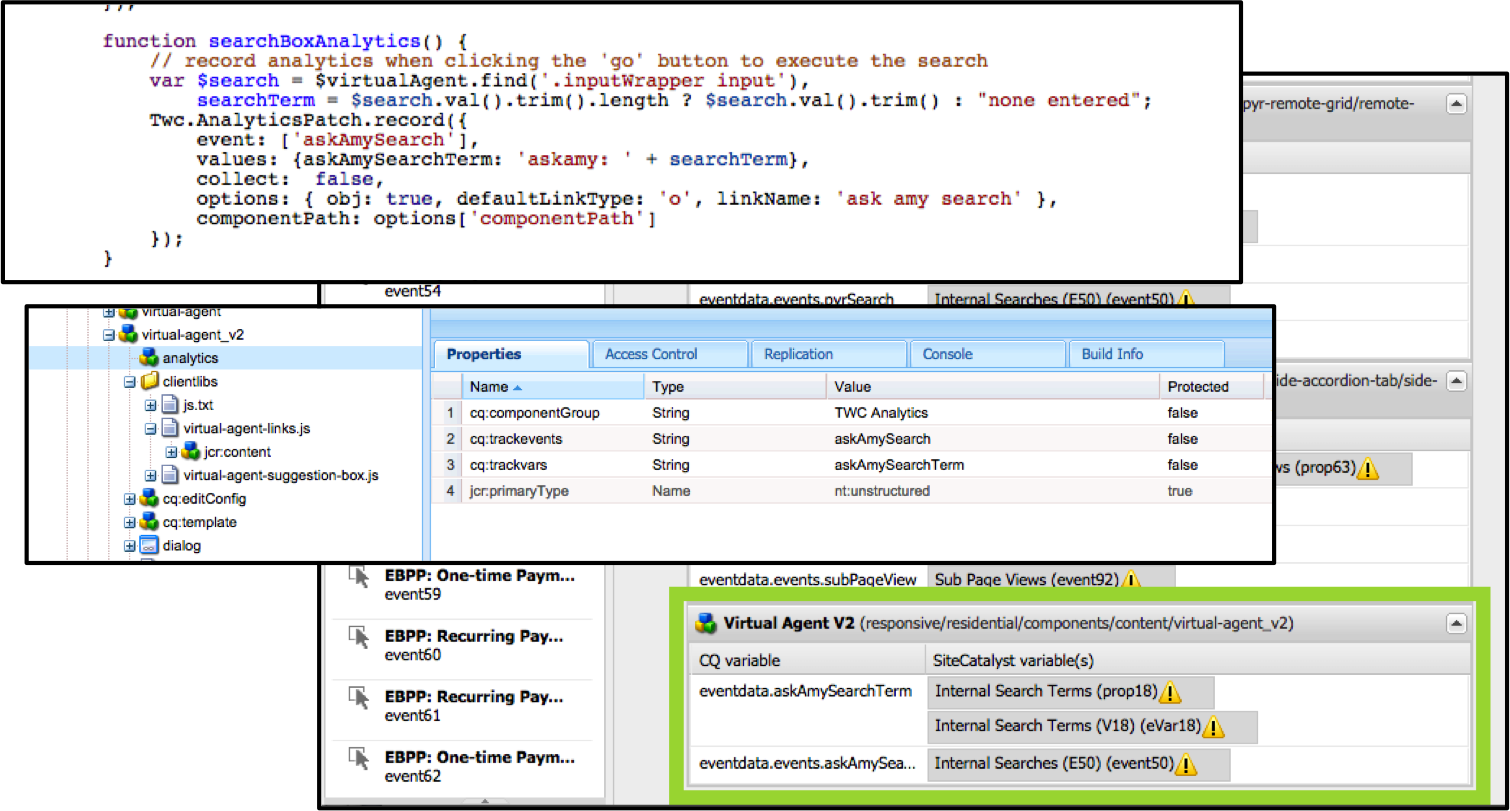 });
function searchBoxAnalytics() {
// record analytics when clicking the 'go' button to execute the search
var $search = $virtualAgent.find('.inputWrapper input'),
searchTerm = $search.val().trim().length ? $search.val().trim() : "none entered";
Twc.AnalyticsPatch.record({
event: ['askAmySearch'],
values: {askAmySearchTerm: 'askamy: ' + searchTerm},
collect: false,
options: { obj: true, defaultLinkType: 'o', linkName: 'ask amy search' },
componentPath: options['componentPath']
});
}
pyr-remote-grid/remote-
event54
eventdata.events.pyrSearch Internal Searches (E50) (event50)
virtual-agent
virtual-agent_v2
analytics
clientlibs
js.txt
virtual-agent-links.js
jcr:content
virtual-agent-suggestion-box.js
cq:editConfig
cq:template
dialog
Properties Access Control Replication Console Build Info
Name Type Value Protected
1 cq:componentGroup String TWC Analytics false
2 cq:trackevents String askAmySearch false
3 cq:trackvars String askAmySearchTerm false
4 jcr:primaryType Name nt:unstructured true
ide-accordion-tab/side-
ws (prop63)
EBPP: One-time Paym...
event59
EBPP: Recurring Pay...
event60
EBPP: Recurring Pay...
event61
EBPP: One-time Paym...
event62
eventdata.events.subPageView Sub Page Views (event92)
Virtual Agent V2 (responsive/residential/components/content/virtual-agent_v2)
CQ variable SiteCatalyst variable(s)
eventdata.askAmySearchTerm Internal Search Terms (prop18)
Internal Search Terms (V18) (eVar18)
eventdata.events.askAmySea... Internal Searches (E50) (event50)